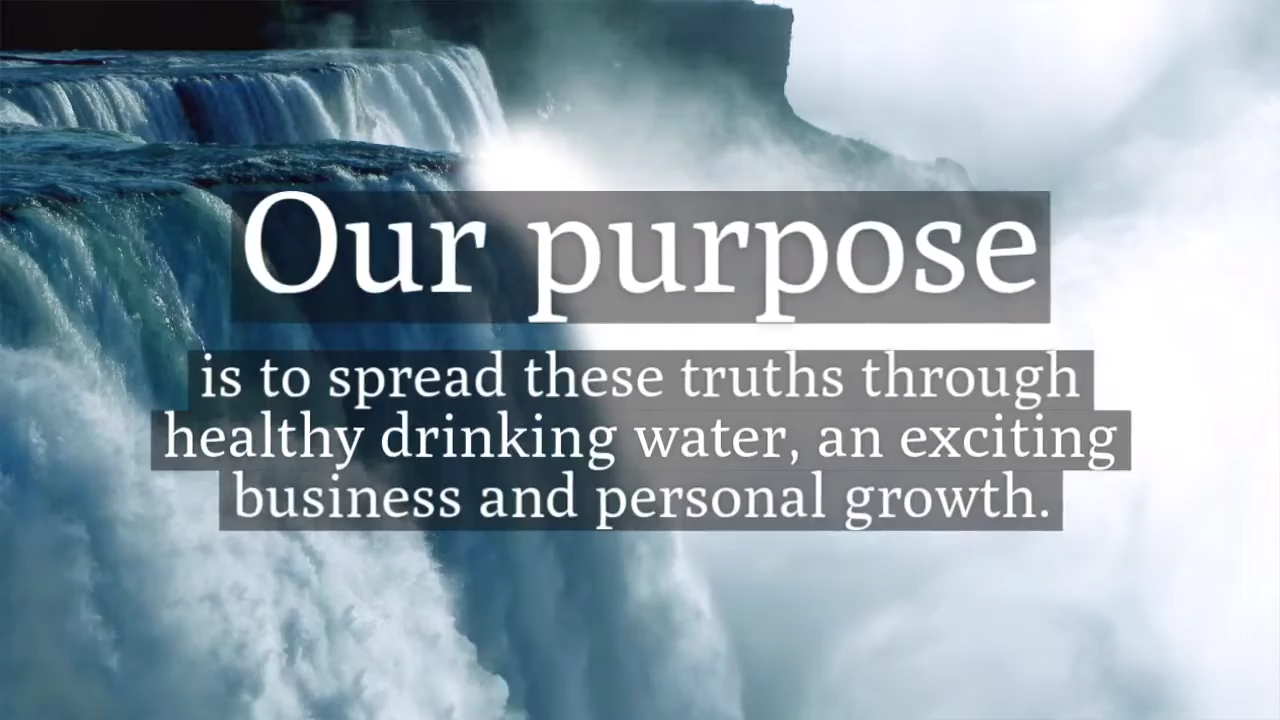 Our purpose
is to spread these truths through
healthy drinking water, an exciting
business and personal growth.